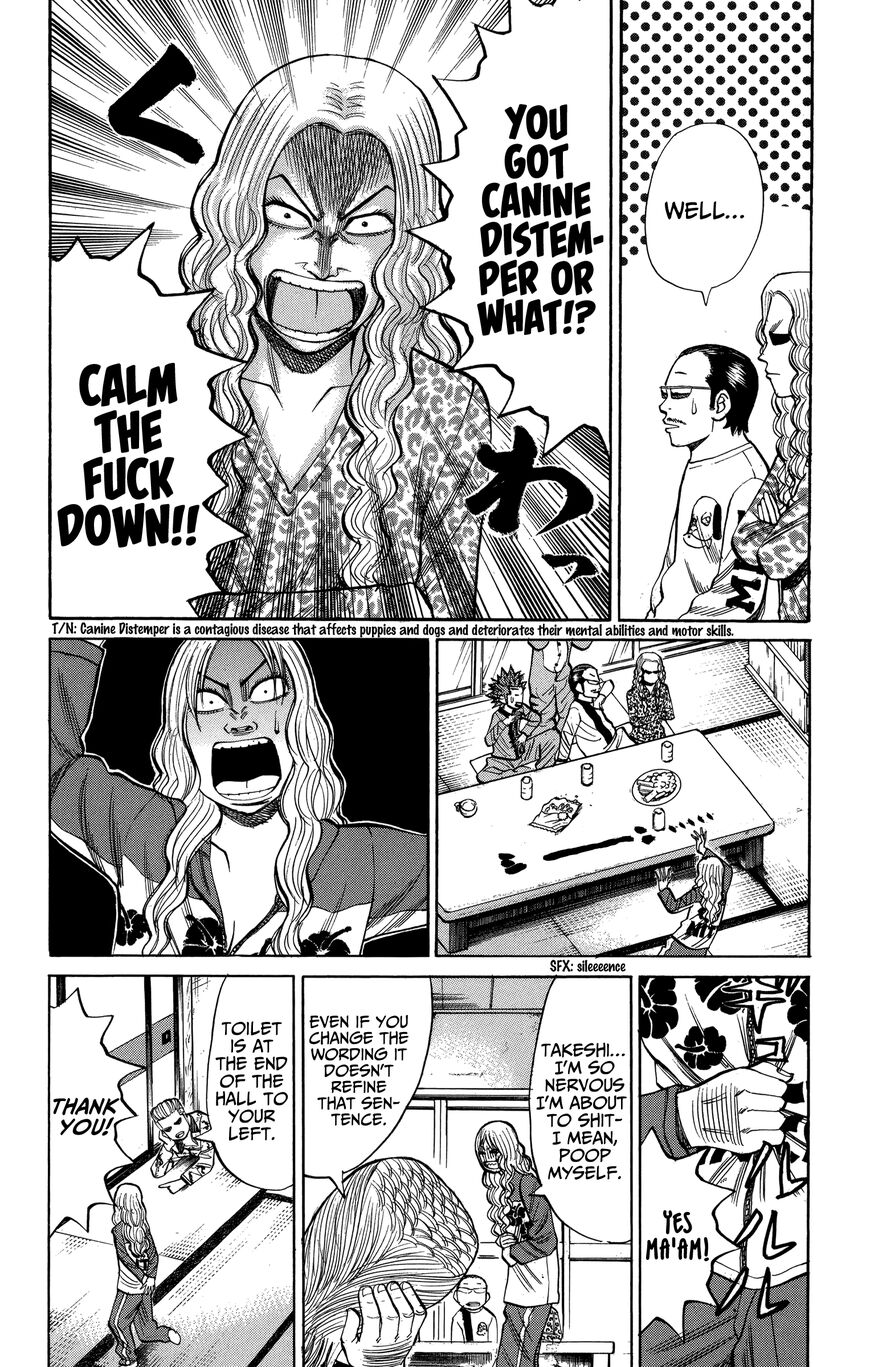 WELL...
YOU
GOT
CANINE
DISTEM-
PER OR
WHAT!?
CALM
THE
FUCK
DOWN!!
くわっ
T/N: Canine Distemper is a contagious disease that affects puppies and dogs and deteriorates their mental abilities and motor skills.
SFX: sileeeence
YES
MA'AM!
TAKESHI...
I'M SO
NERVOUS
I'M ABOUT
TO SHIT-
I MEAN,
POOP
MYSELF.
EVEN IF YOU
CHANGE THE
WORDING IT
DOESN'T
REFINE
THAT SEN-
TENCE.
TOILET
IS AT
THE END
OF THE
HALL TO
YOUR
LEFT.
THANK
YOU!